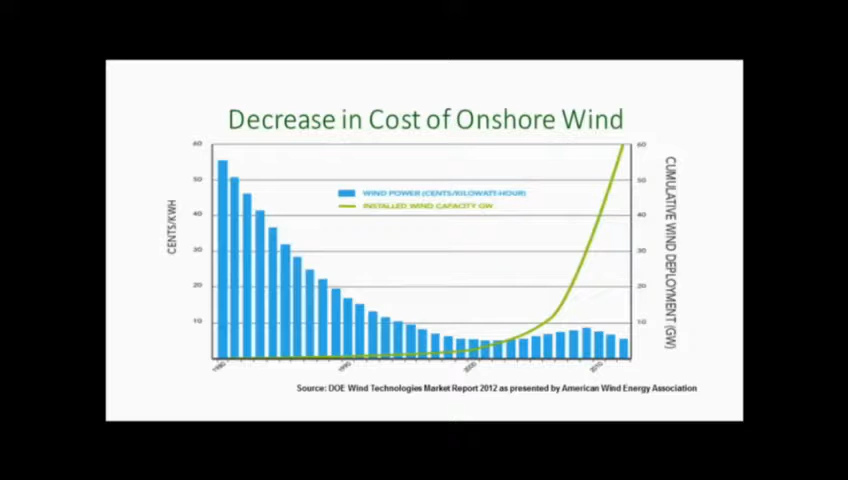 Decrease in Cost of Onshore Wind
60
50
40
30
20
10
CENTS/KWH
WIND POWER (CENTS/KILOWATT-HOUR)
INSTALLED WIND CAPACITY GW
60
50
40
30
20
10
CUMULATIVE WIND DEPLOYMENT (GW)
1980
1990
2000
2010
Source: DOE Wind Technologies Market Report 2012 as presented by American Wind Energy Association